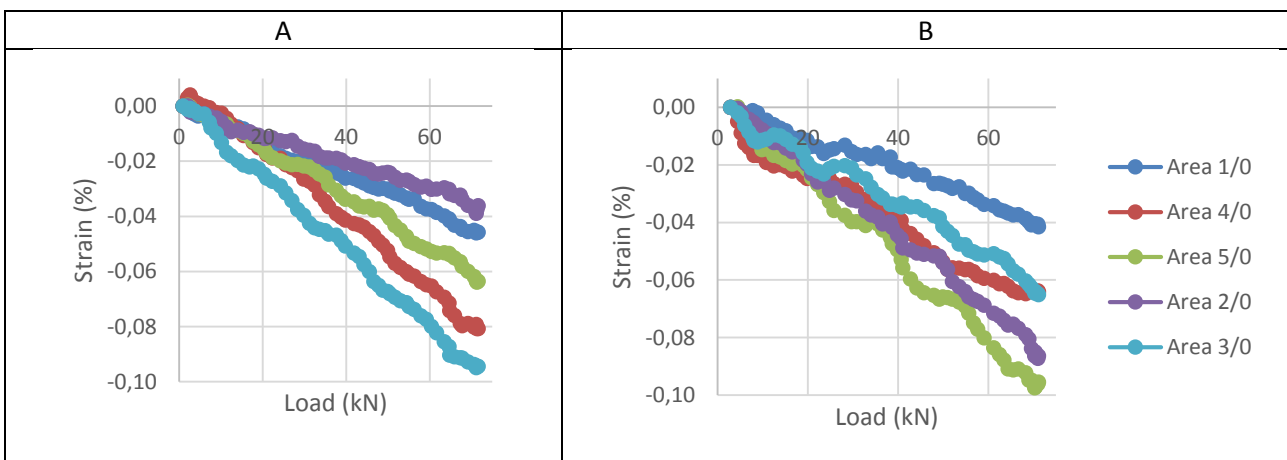 A
B
0,00
-0,02
-0,04
-0,06
-0,08
-0,10
0
20
40
60
Strain (%)
Load (kN)
0,00
-0,02
-0,04
-0,06
-0,08
-0,10
0
20
40
60
Strain (%)
Load (kN)
Area 1/0
Area 4/0
Area 5/0
Area 2/0
Area 3/0